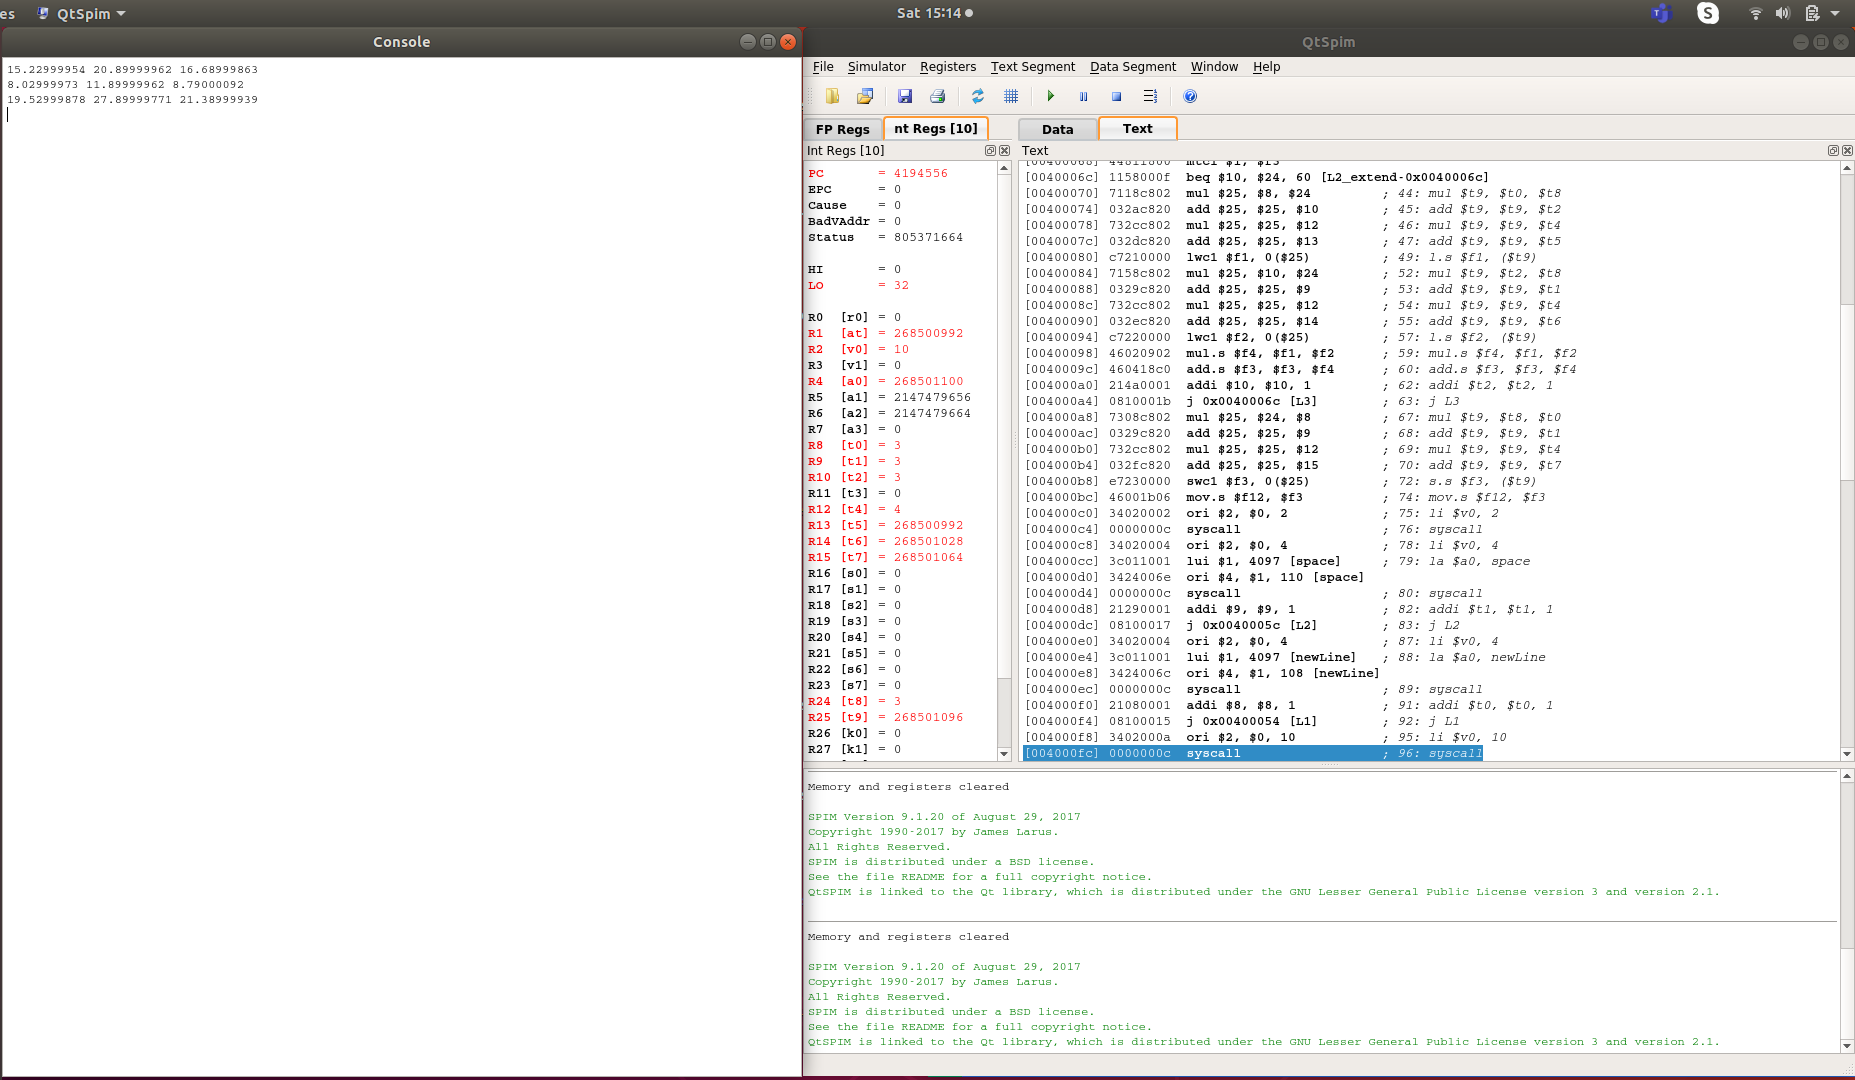 es QtSpim Sat 15:14 S
Console
15.22999954 20.89999962 16.68999863
8.02999973 11.89999962 8.79000092
19.52999878 27.89999771 21.38999939
QtSpim
File Simulator Registers Text Segment Data Segment Window Help
FP Regs nt Regs [10] Data Text
Int Regs [10]
PC = 4194556
EPC = 0
Cause = 0
BadVAddr = 0
Status = 805371664
HI = 0
LO = 32
R0 [r0] = 0
R1 [at] = 268500992
R2 [v0] = 10
R3 [v1] = 0
R4 [a0] = 268501100
R5 [a1] = 2147479656
R6 [a2] = 2147479664
R7 [a3] = 0
R8 [t0] = 3
R9 [t1] = 3
R10 [t2] = 3
R11 [t3] = 0
R12 [t4] = 4
R13 [t5] = 268500992
R14 [t6] = 268501028
R15 [t7] = 268501064
R16 [s0] = 0
R17 [s1] = 0
R18 [s2] = 0
R19 [s3] = 0
R20 [s4] = 0
R21 [s5] = 0
R22 [s6] = 0
R23 [s7] = 0
R24 [t8] = 3
R25 [t9] = 268501096
R26 [k0] = 0
R27 [k1] = 0
Text
[00400068] 44811800 mtc1 $1, $f3
[0040006c] 1158000f beq $10, $24, 60 [L2_extend-0x0040006c]
[00400070] 7118c802 mul $25, $8, $24 ; 44: mul $t9, $t0, $t8
[00400074] 032ac820 add $25, $25, $10 ; 45: add $t9, $t9, $t2
[00400078] 732cc802 mul $25, $25, $12 ; 46: mul $t9, $t9, $t4
[0040007c] 032dc820 add $25, $25, $13 ; 47: add $t9, $t9, $t5
[00400080] c7210000 lwc1 $f1, 0($25) ; 49: l.s $f1, ($t9)
[00400084] 7158c802 mul $25, $10, $24 ; 52: mul $t9, $t2, $t8
[00400088] 0329c820 add $25, $25, $9 ; 53: add $t9, $t9, $t1
[0040008c] 732cc802 mul $25, $25, $12 ; 54: mul $t9, $t9, $t4
[00400090] 032ec820 add $25, $25, $14 ; 55: add $t9, $t9, $t6
[00400094] c7220000 lwc1 $f2, 0($25) ; 57: l.s $f2, ($t9)
[00400098] 46020902 mul.s $f4, $f1, $f2 ; 59: mul.s $f4, $f1, $f2
[0040009c] 460418c0 add.s $f3, $f3, $f4 ; 60: add.s $f3, $f3, $f4
[004000a0] 214a0001 addi $10, $10, 1 ; 62: addi $t2, $t2, 1
[004000a4] 0810001b j 0x0040006c [L3] ; 63: j L3
[004000a8] 7308c802 mul $25, $24, $8 ; 67: mul $t9, $t8, $t0
[004000ac] 0329c820 add $25, $25, $9 ; 68: add $t9, $t9, $t1
[004000b0] 732cc802 mul $25, $25, $12 ; 69: mul $t9, $t9, $t4
[004000b4] 032fc820 add $25, $25, $15 ; 70: add $t9, $t9, $t7
[004000b8] e7230000 swc1 $f3, 0($25) ; 72: s.s $f3, ($t9)
[004000bc] 46001b06 mov.s $f12, $f3 ; 74: mov.s $f12, $f3
[004000c0] 34020002 ori $2, $0, 2 ; 75: li $v0, 2
[004000c4] 0000000c syscall ; 76: syscall
[004000c8] 34020004 ori $2, $0, 4 ; 78: li $v0, 4
[004000cc] 3c011001 lui $1, 4097 [space] ; 79: la $a0, space
[004000d0] 3424006e ori $4, $1, 110 [space]
[004000d4] 0000000c syscall ; 80: syscall
[004000d8] 21290001 addi $9, $9, 1 ; 82: addi $t1, $t1, 1
[004000dc] 08100017 j 0x0040005c [L2] ; 83: j L2
[004000e0] 34020004 ori $2, $0, 4 ; 87: li $v0, 4
[004000e4] 3c011001 lui $1, 4097 [newLine] ; 88: la $a0, newLine
[004000e8] 3424006c ori $4, $1, 108 [newLine]
[004000ec] 0000000c syscall ; 89: syscall
[004000f0] 21080001 addi $8, $8, 1 ; 91: addi $t0, $t0, 1
[004000f4] 08100015 j 0x00400054 [L1] ; 92: j L1
[004000f8] 3402000a ori $2, $0, 10 ; 95: li $v0, 10
[004000fc] 0000000c syscall ; 96: syscall
Memory and registers cleared
SPIM Version 9.1.20 of August 29, 2017
Copyright 1990-2017 by James Larus.
All Rights Reserved.
SPIM is distributed under a BSD license.
See the file README for a full copyright notice.
QtSPIM is linked to the Qt library, which is distributed under the GNU Lesser General Public License version 3 and version 2.1.
Memory and registers cleared
SPIM Version 9.1.20 of August 29, 2017
Copyright 1990-2017 by James Larus.
All Rights Reserved.
SPIM is distributed under a BSD license.
See the file README for a full copyright notice.
QtSPIM is linked to the Qt library, which is distributed under the GNU Lesser General Public License version 3 and version 2.1.